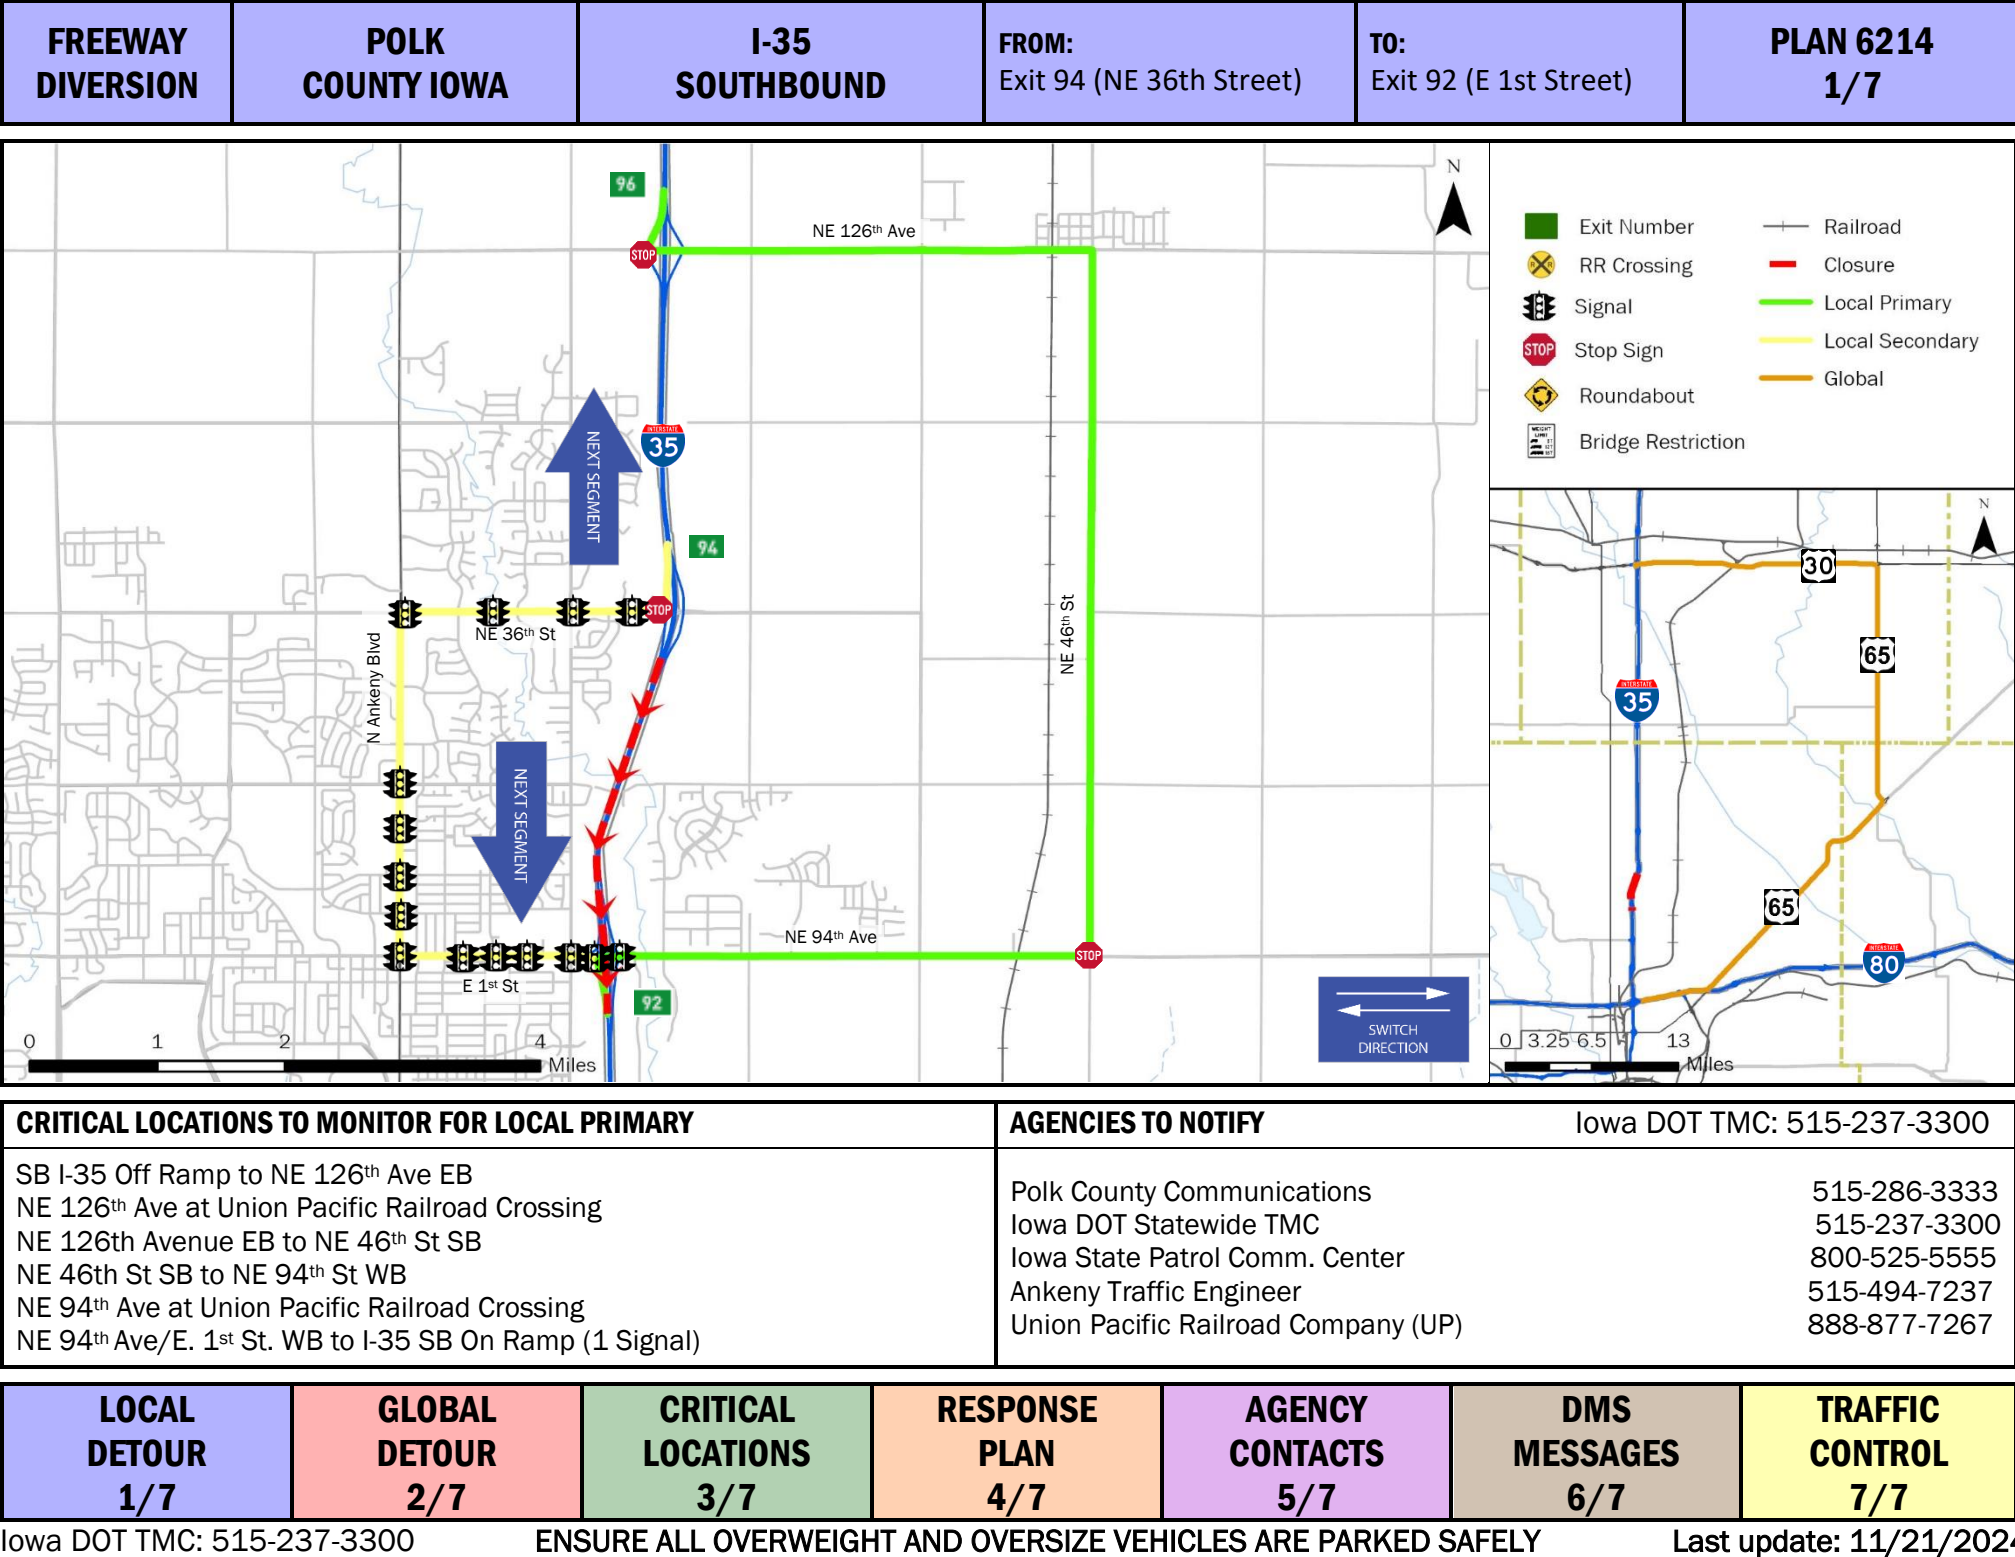 FREEWAY
DIVERSION
POLK
COUNTY IOWA
I-35
SOUTHBOUND
FROM:
Exit 94 (NE 36th Street)
TO:
Exit 92 (E 1st Street)
PLAN 6214
1/7
96
STOP
NE 126th Ave
N
NEXT SEGMENT
INTERSTATE
35
94
STOP
NE 36th St
N Ankeny Blvd
NE 46th St
NEXT SEGMENT
NE 94th Ave
STOP
E 1st St
92
0 1 2 4
Miles
SWITCH
DIRECTION
Exit Number
RR Crossing
Signal
STOP Stop Sign
Roundabout
WEIGHT
LIMIT
Bridge Restriction
Railroad
Closure
Local Primary
Local Secondary
Global
N
30
65
INTERSTATE
35
65
INTERSTATE
80
0 3.25 6.5 13
Miles
CRITICAL LOCATIONS TO MONITOR FOR LOCAL PRIMARY
SB I-35 Off Ramp to NE 126th Ave EB
NE 126th Ave at Union Pacific Railroad Crossing
NE 126th Avenue EB to NE 46th St SB
NE 46th St SB to NE 94th St WB
NE 94th Ave at Union Pacific Railroad Crossing
NE 94th Ave/E. 1st St. WB to I-35 SB On Ramp (1 Signal)
AGENCIES TO NOTIFY Iowa DOT TMC: 515-237-3300
Polk County Communications 515-286-3333
Iowa DOT Statewide TMC 515-237-3300
Iowa State Patrol Comm. Center 800-525-5555
Ankeny Traffic Engineer 515-494-7237
Union Pacific Railroad Company (UP) 888-877-7267
LOCAL
DETOUR
1/7
GLOBAL
DETOUR
2/7
CRITICAL
LOCATIONS
3/7
RESPONSE
PLAN
4/7
AGENCY
CONTACTS
5/7
DMS
MESSAGES
6/7
TRAFFIC
CONTROL
7/7
Iowa DOT TMC: 515-237-3300 ENSURE ALL OVERWEIGHT AND OVERSIZE VEHICLES ARE PARKED SAFELY Last update: 11/21/202